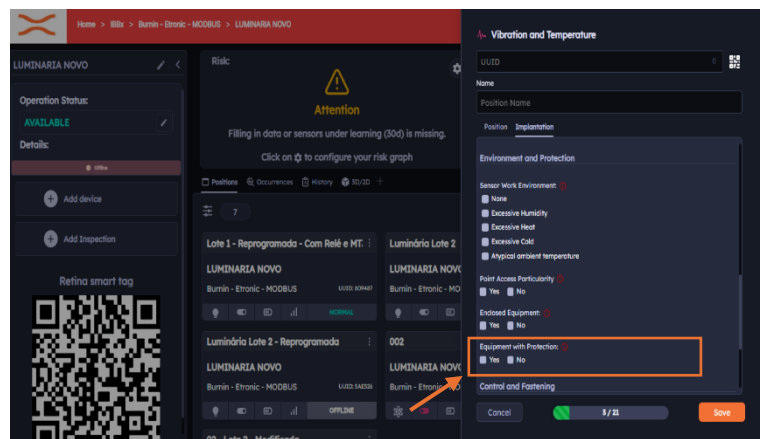 Home > IBBx > Burnin - Etronic - MODBUS > LUMINARIA NOVO
LUMINARIA NOVO
Operation Status:
AVAILABLE
Details:
Offline
Add device
Add Inspection
Retina smart tag
Risk:
Attention
Filling in data or sensors under learning (30d) is missing.
Click on to configure your risk graph
Positions
Occurrences
History
3D/2D
7
Lote 1 - Reprogramada - Com Relé e MT
LUMINARIA NOVO
Burnin - Etronic - MODBUS
NORMAL
Luminária Lote 2
LUMINARIA NOVO
Burnin - Etronic - MO
Luminária Lote 2 - Reprogramada
LUMINARIA NOVO
Burnin - Etronic - MODBUS
OFFLINE
002
LUMINARIA NOVO
Burnin - Etronic - MO
Vibration and Temperature
UUID
Name
Position Name
Position
Implantation
Environment and Protection
Sensor Work Environment:
None
Excessive Humidity
Excessive Heat
Excessive Cold
Atypical ambient temperature
Point Access Particularity
Yes No
Enclosed Equipment:
Yes No
Equipment with Protection:
Yes No
Control and Fastening
Cancel
3 / 21
Save